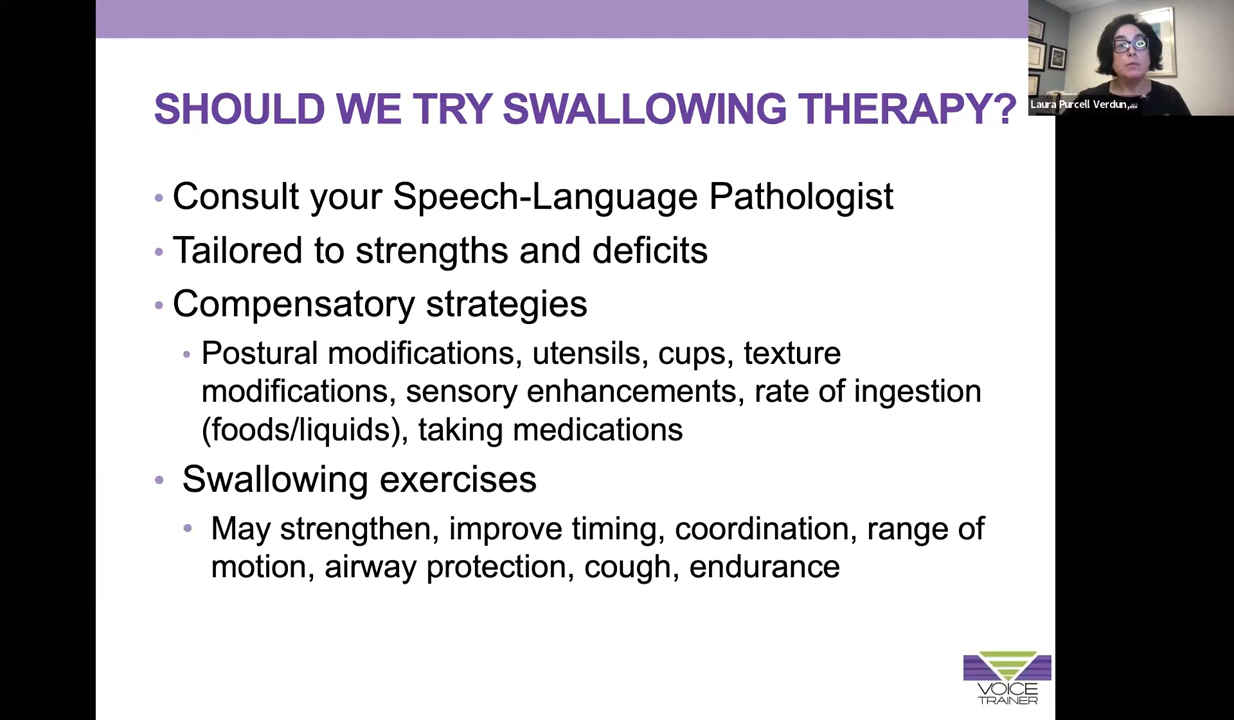 SHOULD WE TRY SWALLOWING THERAPY?
Laura Purcell Verdun,...
• Consult your Speech-Language Pathologist
• Tailored to strengths and deficits
• Compensatory strategies
• Postural modifications, utensils, cups, texture
modifications, sensory enhancements, rate of ingestion
(foods/liquids), taking medications
• Swallowing exercises
• May strengthen, improve timing, coordination, range of
motion, airway protection, cough, endurance
VOICE
TRAINER